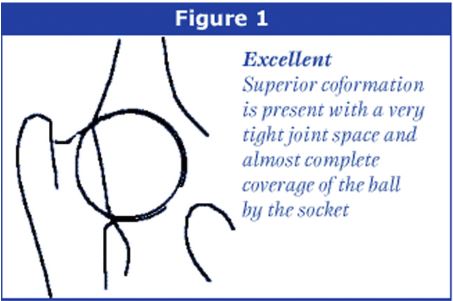 Figure 1
Excellent
Superior coformation
is present with a very
tight joint space and
almost complete
coverage of the ball
by the socket